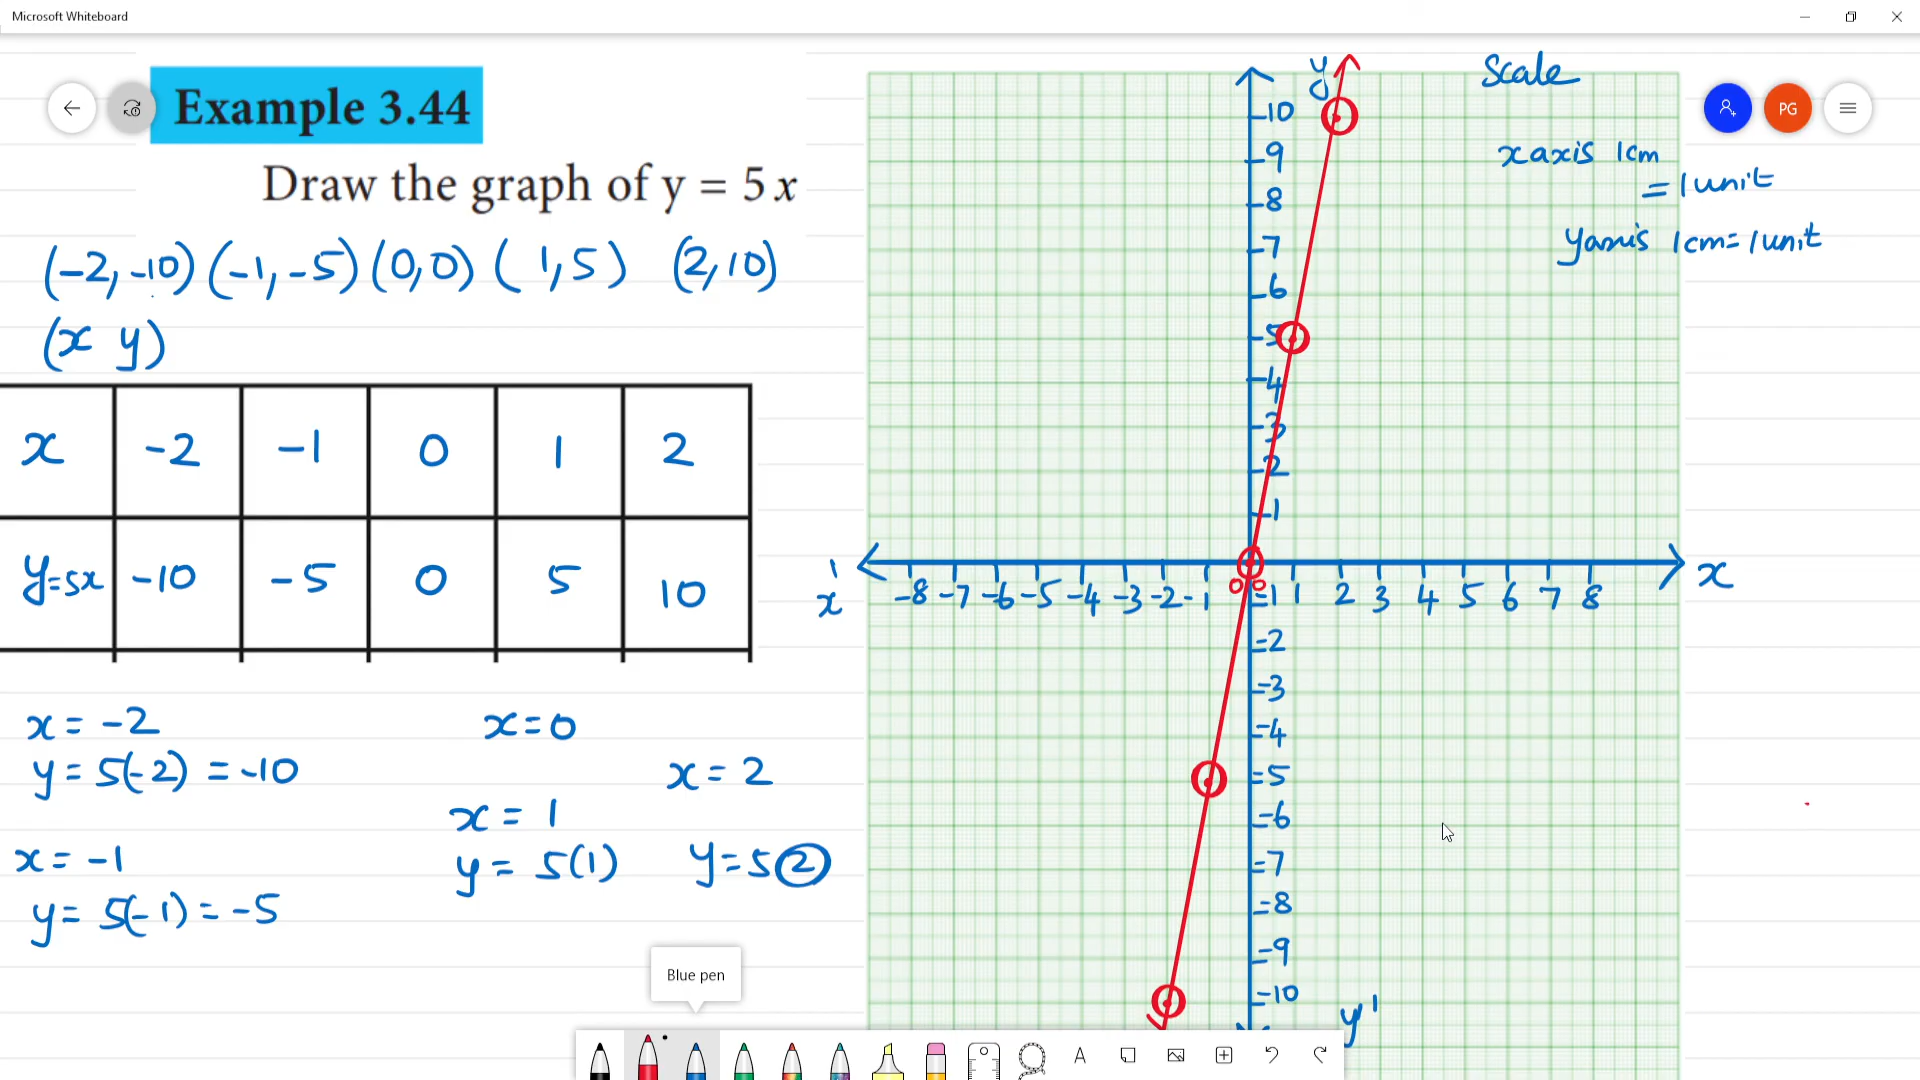 Microsoft Whiteboard
Example 3.44
Draw the graph of y = 5x
(-2, -10) (-1, -5) (0,0) (1,5) (2,10)
(x y)
x -2 -1 0 1 2
y=5x -10 -5 0 5 10
x = -2
y = 5(-2) = -10
x = -1
y = 5(-1) = -5
x=0
x = 1
y = 5(1)
x = 2
y=5(2)
Blue pen
Scale
x axis 1cm
= 1 unit
y axis 1cm = 1 unit
PG
y
10
9
8
7
6
5
4
3
2
1
x' -8 -7 -6 -5 -4 -3 -2 -1 0 0 -1 1 2 3 4 5 6 7 8 x
-2
-3
-4
-5
-6
-7
-8
-9
-10
y'
A